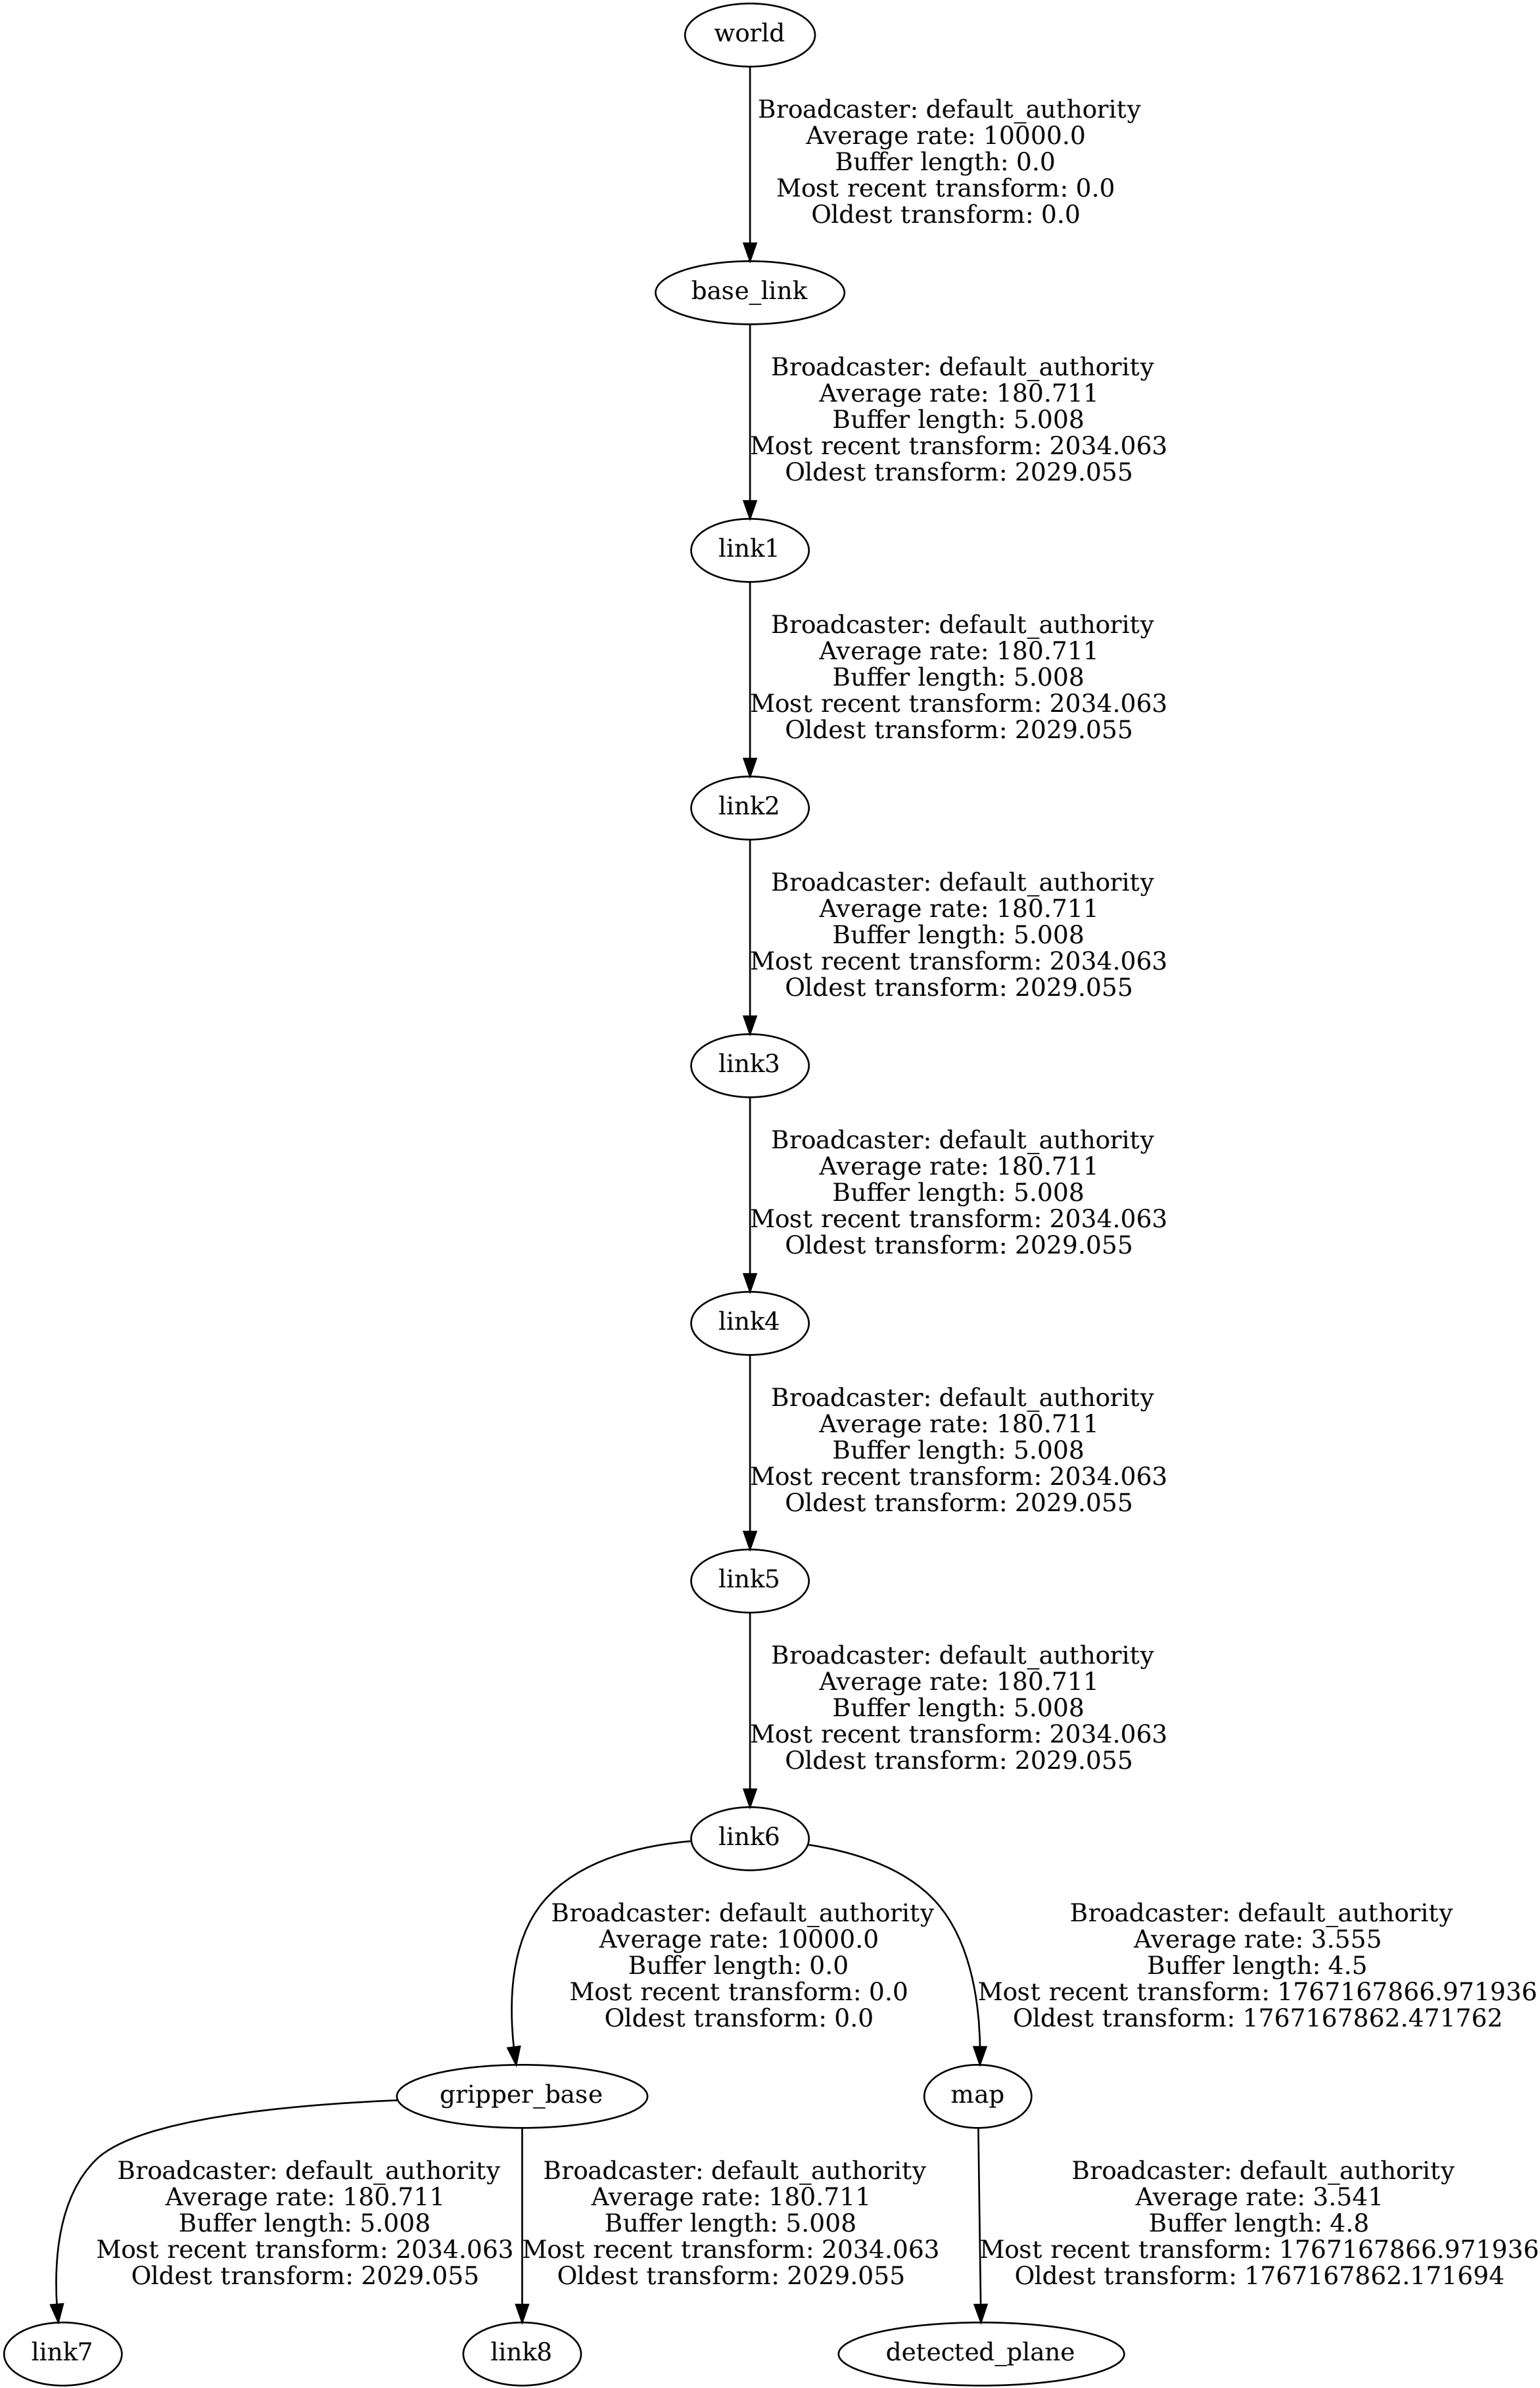 world
Broadcaster: default_authority
Average rate: 10000.0
Buffer length: 0.0
Most recent transform: 0.0
Oldest transform: 0.0
base_link
Broadcaster: default_authority
Average rate: 180.711
Buffer length: 5.008
Most recent transform: 2034.063
Oldest transform: 2029.055
link1
Broadcaster: default_authority
Average rate: 180.711
Buffer length: 5.008
Most recent transform: 2034.063
Oldest transform: 2029.055
link2
Broadcaster: default_authority
Average rate: 180.711
Buffer length: 5.008
Most recent transform: 2034.063
Oldest transform: 2029.055
link3
Broadcaster: default_authority
Average rate: 180.711
Buffer length: 5.008
Most recent transform: 2034.063
Oldest transform: 2029.055
link4
Broadcaster: default_authority
Average rate: 180.711
Buffer length: 5.008
Most recent transform: 2034.063
Oldest transform: 2029.055
link5
Broadcaster: default_authority
Average rate: 180.711
Buffer length: 5.008
Most recent transform: 2034.063
Oldest transform: 2029.055
link6
Broadcaster: default_authority
Average rate: 10000.0
Buffer length: 0.0
Most recent transform: 0.0
Oldest transform: 0.0
Broadcaster: default_authority
Average rate: 3.555
Buffer length: 4.5
Most recent transform: 1767167866.971936
Oldest transform: 1767167862.471762
gripper_base
map
Broadcaster: default_authority
Average rate: 180.711
Buffer length: 5.008
Most recent transform: 2034.063
Oldest transform: 2029.055
Broadcaster: default_authority
Average rate: 180.711
Buffer length: 5.008
Most recent transform: 2034.063
Oldest transform: 2029.055
Broadcaster: default_authority
Average rate: 3.541
Buffer length: 4.8
Most recent transform: 1767167866.971936
Oldest transform: 1767167862.171694
link7
link8
detected_plane